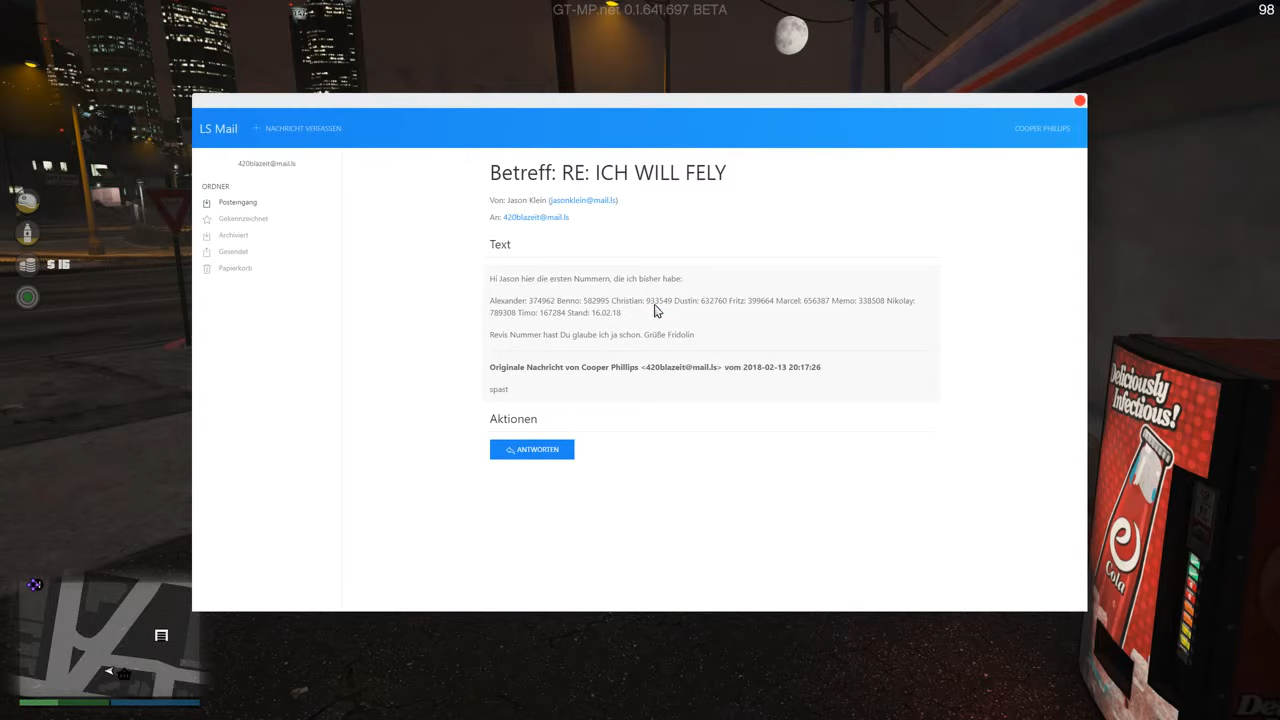 GT-MP.net 0.1.641.697 BETA
98
LS Mail
NACHRICHT VERFASSEN
COOPER PHILLIPS
420blazeit@mail.ls
ORDNER
Posteingang
Gekennzeichnet
Archiviert
Gesendet
Papierkorb
$ 16
Betreff: RE: ICH WILL FELY
Von: Jason Klein (jasonklein@mail.ls)
An: 420blazeit@mail.ls
Text
Hi Jason hier die ersten Nummern, die ich bisher habe:
Alexander: 374962 Benno: 582995 Christian: 933549 Dustin: 632760 Fritz: 399664 Marcel: 656387 Memo: 338508 Nikolay:
789308 Timo: 167284 Stand: 16.02.18
Revis Nummer hast Du glaube ich ja schon. Grüße Fridolin
Originale Nachricht von Cooper Phillips <420blazeit@mail.ls> vom 2018-02-13 20:17:26
spast
Aktionen
ANTWORTEN
Deliciously
Infectious!
e
Cola